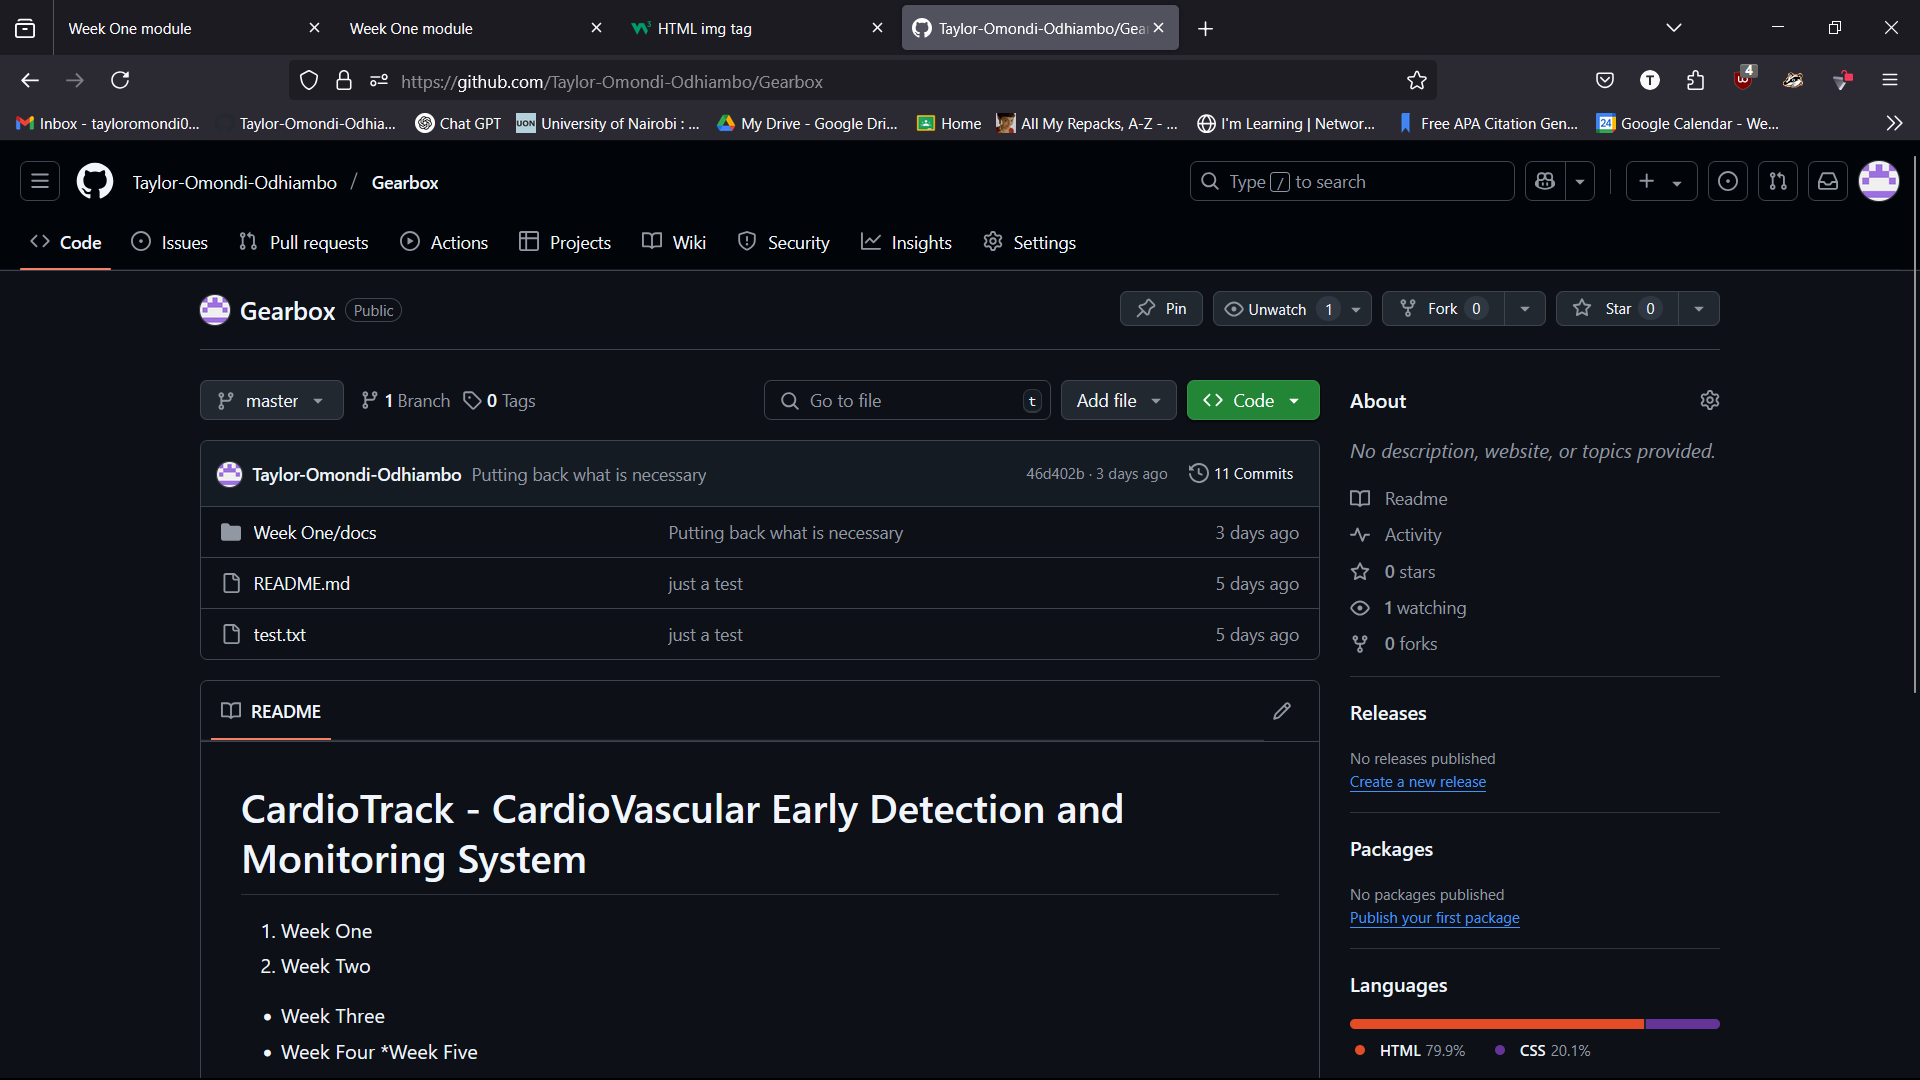 Week One module
Week One module
W3 HTML img tag
Taylor-Omondi-Odhiambo/Gea
https://github.com/Taylor-Omondi-Odhiambo/Gearbox
T
4
Inbox - tayloromondi0...
Taylor-Omondi-Odhia...
Chat GPT
UON University of Nairobi : ...
My Drive - Google Dri...
Home
All My Repacks, A-Z - ...
I'm Learning | Networ...
Free APA Citation Gen...
24 Google Calendar - We...
Taylor-Omondi-Odhiambo / Gearbox
Type / to search
Code
Issues
Pull requests
Actions
Projects
Wiki
Security
Insights
Settings
Gearbox Public
Pin
Unwatch 1
Fork 0
Star 0
master
1 Branch
0 Tags
Go to file t
Add file
Code
Taylor-Omondi-Odhiambo Putting back what is necessary 46d402b · 3 days ago 11 Commits
Week One/docs Putting back what is necessary 3 days ago
README.md just a test 5 days ago
test.txt just a test 5 days ago
README
CardioTrack - CardioVascular Early Detection and
Monitoring System
1. Week One
2. Week Two
• Week Three
• Week Four *Week Five
About
No description, website, or topics provided.
Readme
Activity
0 stars
1 watching
0 forks
Releases
No releases published
Create a new release
Packages
No packages published
Publish your first package
Languages
HTML 79.9% CSS 20.1%